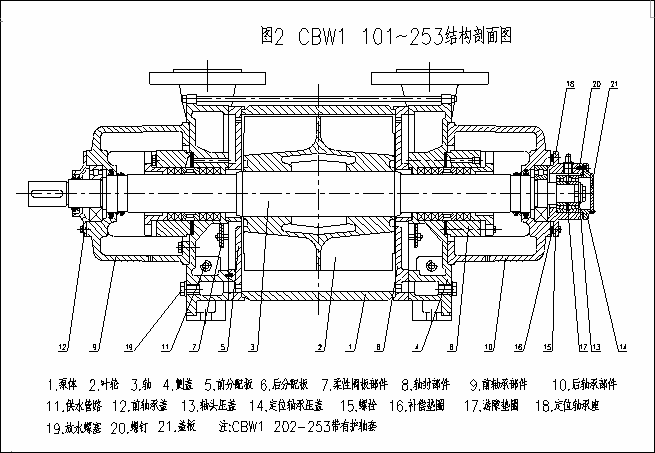 图2 CBW1 101~253结构剖面图
18 20 21
12 9 19 11 7 5 3 2 1 6 4 8 10 16 15 17 13 14
1.泵体 2.叶轮 3.轴 4.侧盖 5.前分配板 6.后分配板 7.柔性阀板部件 8.轴封部件 9.前轴承部件 10.后轴承部件
11.供水管路 12.前轴承盖 13.轴头压盖 14.定位轴承压盖 15.螺栓 16.补偿垫圈 17.游隙垫圈 18.定位轴承座
19.放水螺塞 20.螺钉 21.盖板 注:CBW1 202-253带有护轴套